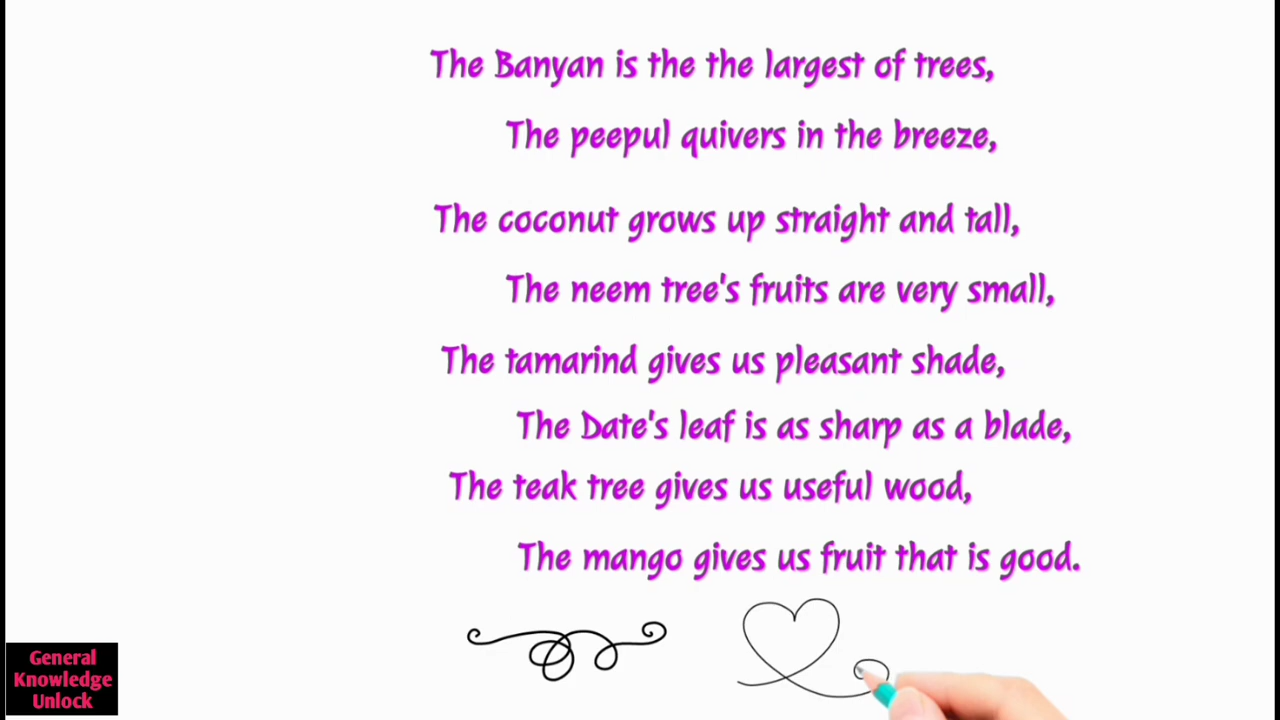 The Banyan is the the largest of trees,
The peepul quivers in the breeze,
The coconut grows up straight and tall,
The neem tree's fruits are very small,
The tamarind gives us pleasant shade,
The Date's leaf is as sharp as a blade,
The teak tree gives us useful wood,
The mango gives us fruit that is good.
General
Knowledge
Unlock